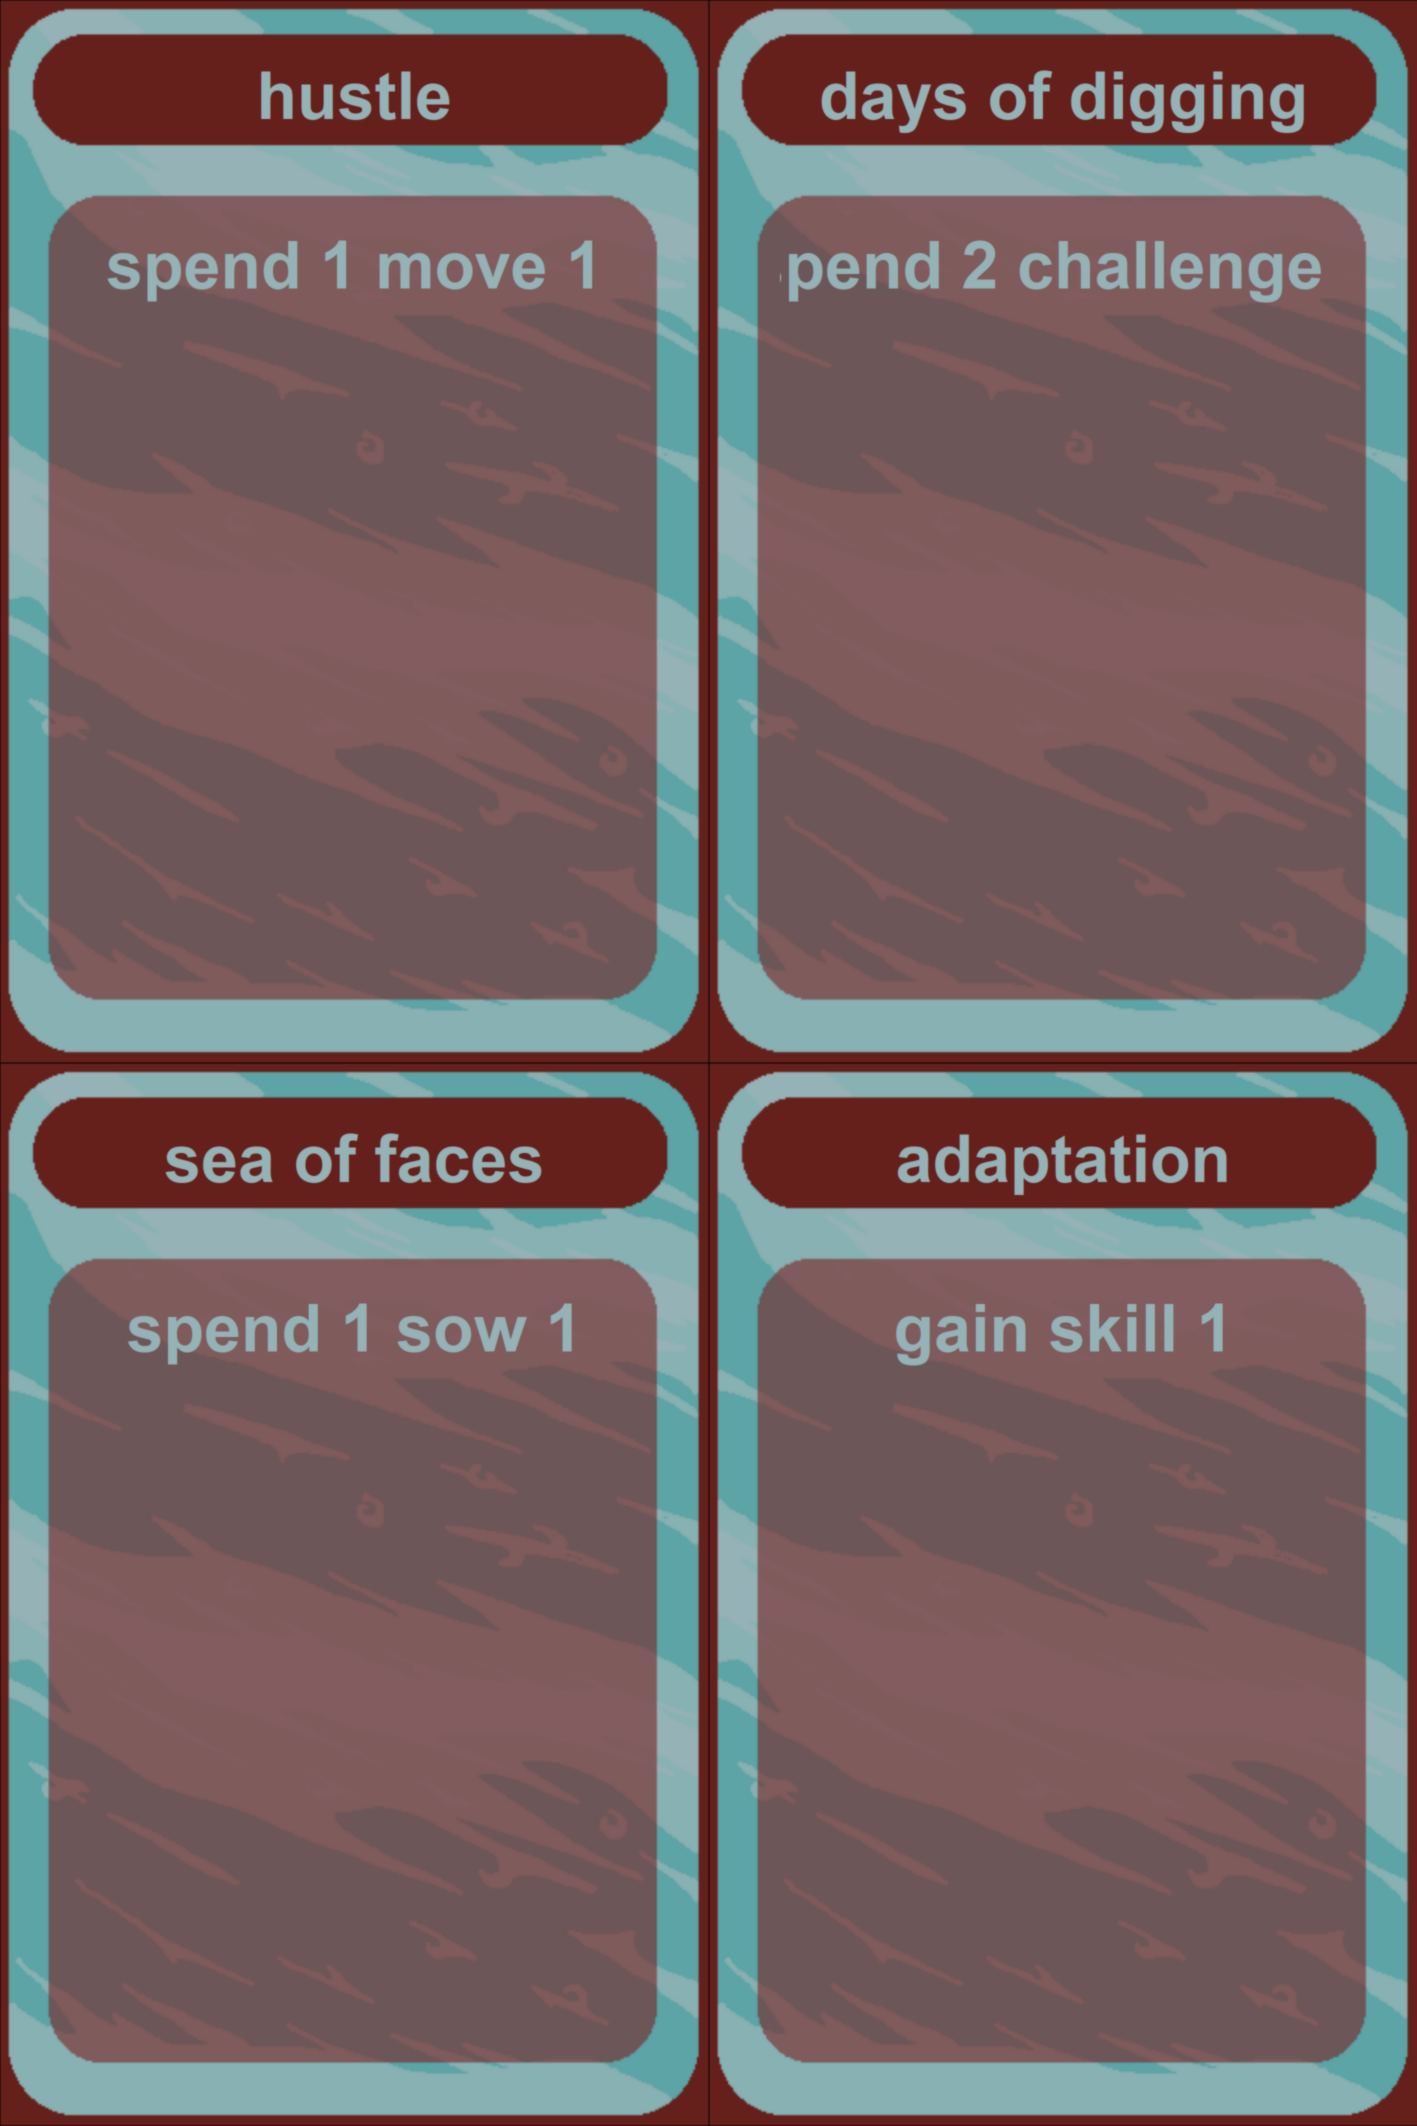 hustle
spend 1 move 1
days of digging
pend 2 challenge
sea of faces
spend 1 sow 1
adaptation
gain skill 1